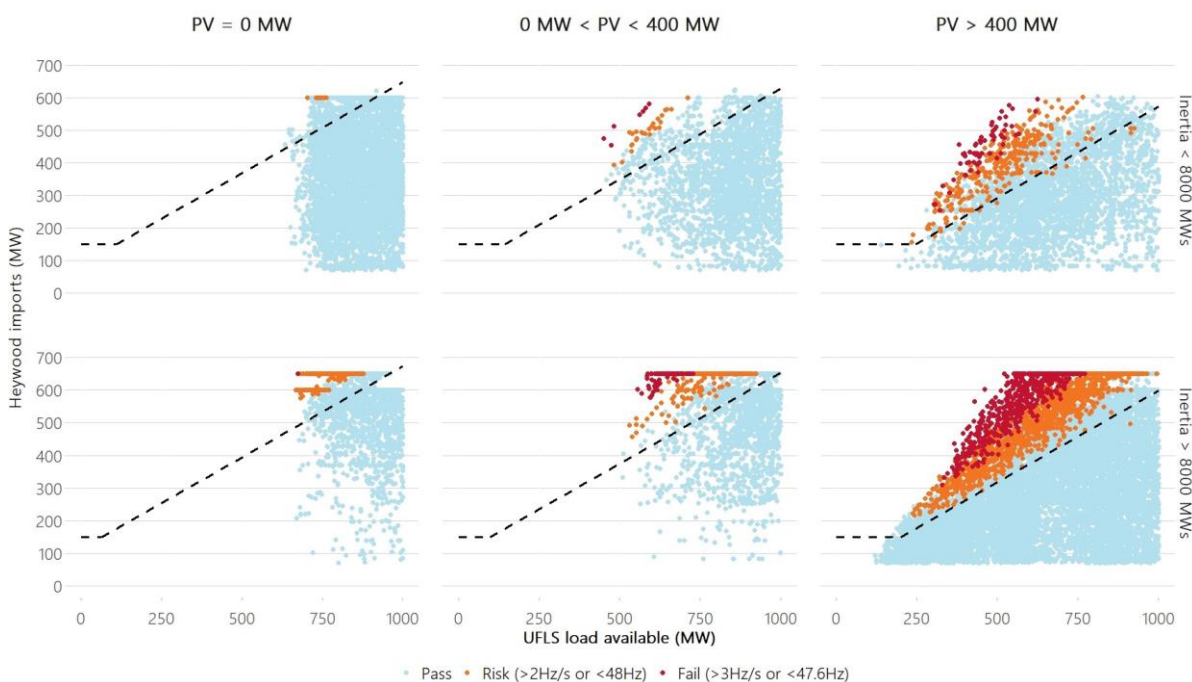 PV = 0 MW
0 MW < PV < 400 MW
PV > 400 MW
Heywood imports (MW)
700
600
500
400
300
200
100
0
Inertia < 8000 MWs
700
600
500
400
300
200
100
0
Inertia > 8000 MWs
0 250 500 750 1000 0 250 500 750 1000 0 250 500 750 1000
UFLS load available (MW)
Pass Risk (>2Hz/s or <48Hz) Fail (>3Hz/s or <47.6Hz)